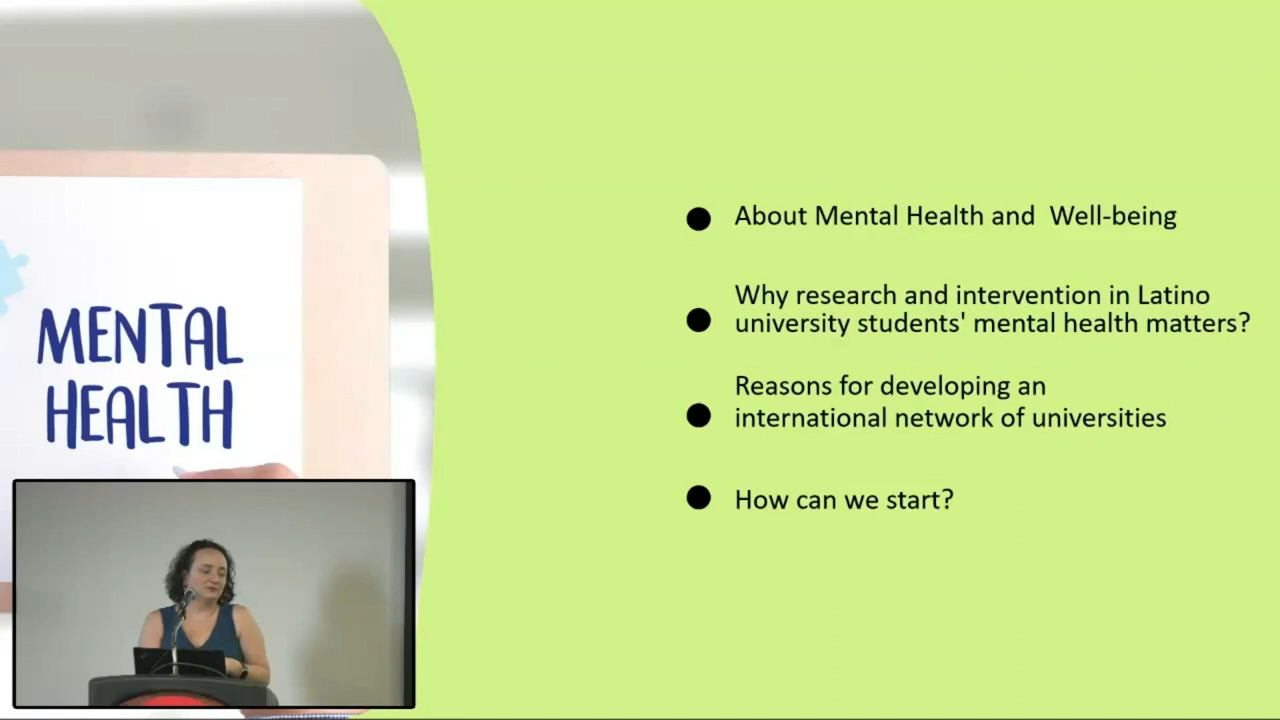 MENTAL
HEALTH
About Mental Health and  Well-being
Why research and intervention in Latino
university students' mental health matters?
Reasons for developing an
international network of universities
How can we start?